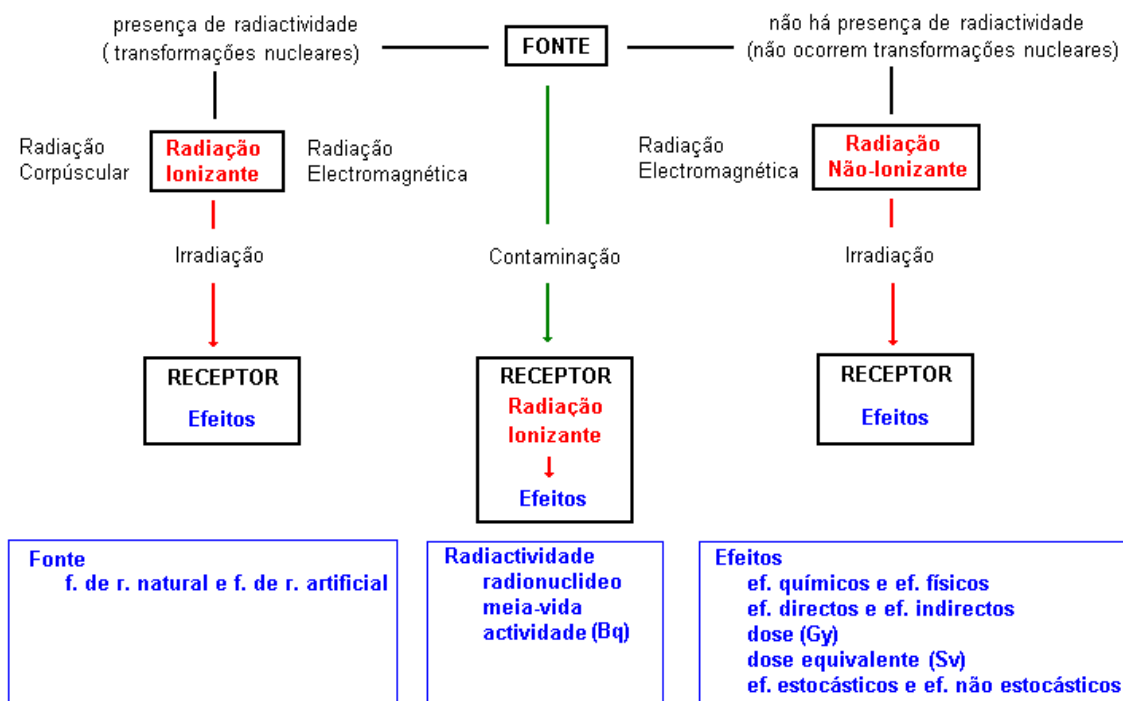 presença de radiactividade
( transformações nucleares)
FONTE
não há presença de radiactividade
(não ocorrem transformações nucleares)
Radiação
Corpúscular
Radiação
Ionizante
Radiação
Electromagnética
Radiação
Electromagnética
Radiação
Não-Ionizante
Irradiação
Contaminação
Irradiação
RECEPTOR
Efeitos
RECEPTOR
Radiação
Ionizante
Efeitos
RECEPTOR
Efeitos
Fonte
f. de r. natural e f. de r. artificial
Radiactividade
radionuclideo
meia-vida
actividade (Bq)
Efeitos
ef. químicos e ef. físicos
ef. directos e ef. indirectos
dose (Gy)
dose equivalente (Sv)
ef. estocásticos e ef. não estocásticos